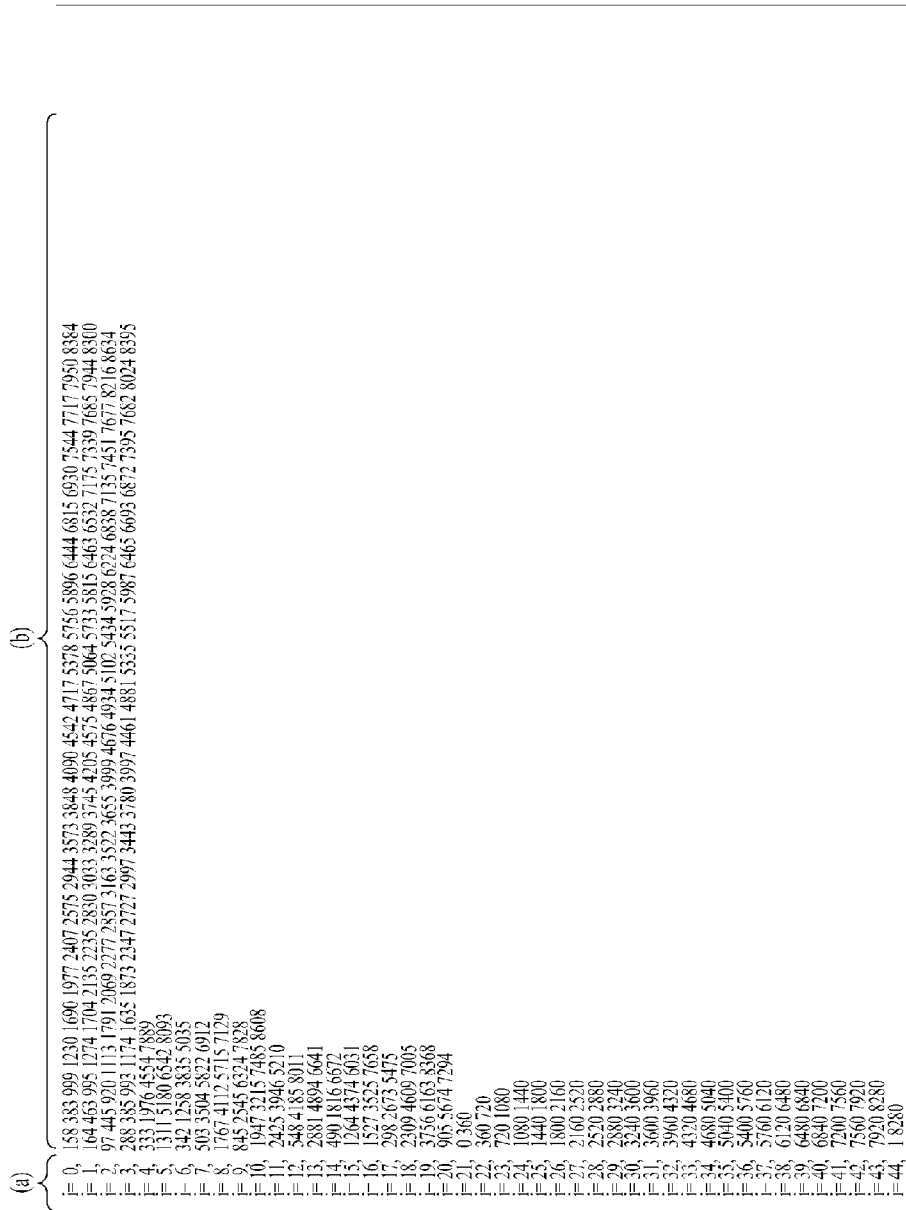 (a) (b)
i= 0, 158 383 999 1230 1690 1977 2407 2575 2944 3573 3848 4090 4542 4717 5378 5756 5896 6444 6815 6930 7544 7717 7950 8384
i= 1, 164 463 995 1274 1704 2135 2235 2830 3033 3289 3745 4205 4575 4867 5064 5733 5815 6463 6532 7175 7339 7685 7944 8300
i= 2, 97 445 920 1113 1791 2069 2277 2857 3163 3522 3655 3999 4676 4934 5102 5434 5928 6224 6838 7135 7451 7677 8216 8634
i= 3, 288 385 993 1174 1635 1873 2347 2727 2997 3443 3780 3997 4461 4881 5335 5517 5987 6465 6693 6872 7395 7682 8024 8395
i= 4, 333 1976 4554 7889
i= 5, 1311 5180 6542 8093
i= 6, 342 1258 3835 5035
i= 7, 503 3504 5822 6912
i= 8, 1767 4112 5715 7129
i= 9, 845 2545 6324 7828
i= 10, 1947 3215 7485 8608
i= 11, 2425 3946 5210
i= 12, 548 4185 8011
i= 13, 2881 4894 6641
i= 14, 490 1816 6672
i= 15, 1264 4374 6031
i= 16, 1527 3525 7658
i= 17, 298 2673 5475
i= 18, 2309 4609 7005
i= 19, 3756 6163 8368
i= 20, 905 5674 7294
i= 21, 0 360
i= 22, 360 720
i= 23, 720 1080
i= 24, 1080 1440
i= 25, 1440 1800
i= 26, 1800 2160
i= 27, 2160 2520
i= 28, 2520 2880
i= 29, 2880 3240
i= 30, 3240 3600
i= 31, 3600 3960
i= 32, 3960 4320
i= 33, 4320 4680
i= 34, 4680 5040
i= 35, 5040 5400
i= 36, 5400 5760
i= 37, 5760 6120
i= 38, 6120 6480
i= 39, 6480 6840
i= 40, 6840 7200
i= 41, 7200 7560
i= 42, 7560 7920
i= 43, 7920 8280
i= 44, 1 8280